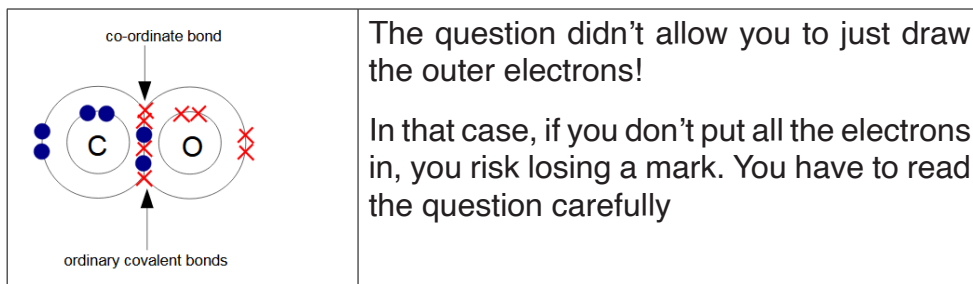 co-ordinate bond
C
O
ordinary covalent bonds
The question didn’t allow you to just draw
the outer electrons!
In that case, if you don’t put all the electrons
in, you risk losing a mark. You have to read
the question carefully